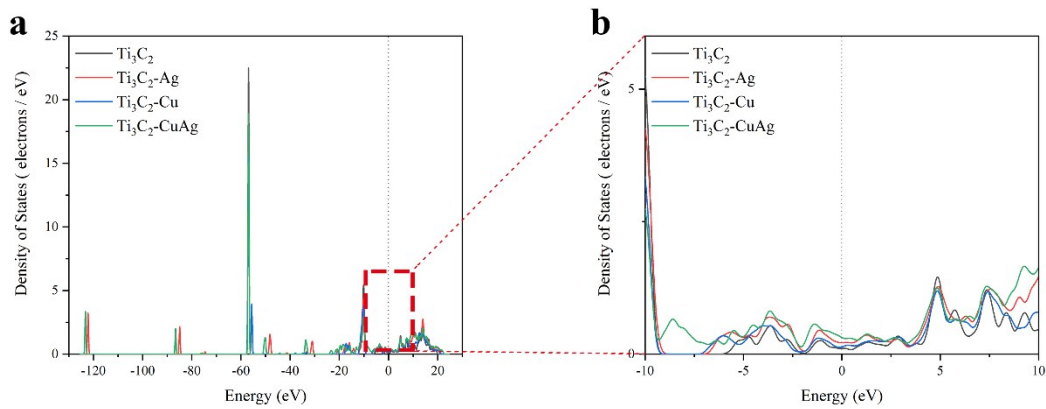 a
Ti₃C₂
Ti₃C₂-Ag
Ti₃C₂-Cu
Ti₃C₂-CuAg
Density of States ( electrons / eV)
25
20
15
10
5
0
-120 -100 -80 -60 -40 -20 0 20
Energy (eV)
b
Ti₃C₂
Ti₃C₂-Ag
Ti₃C₂-Cu
Ti₃C₂-CuAg
Density of States ( electrons / eV)
5
0
-10 -5 0 5 10
Energy (eV)